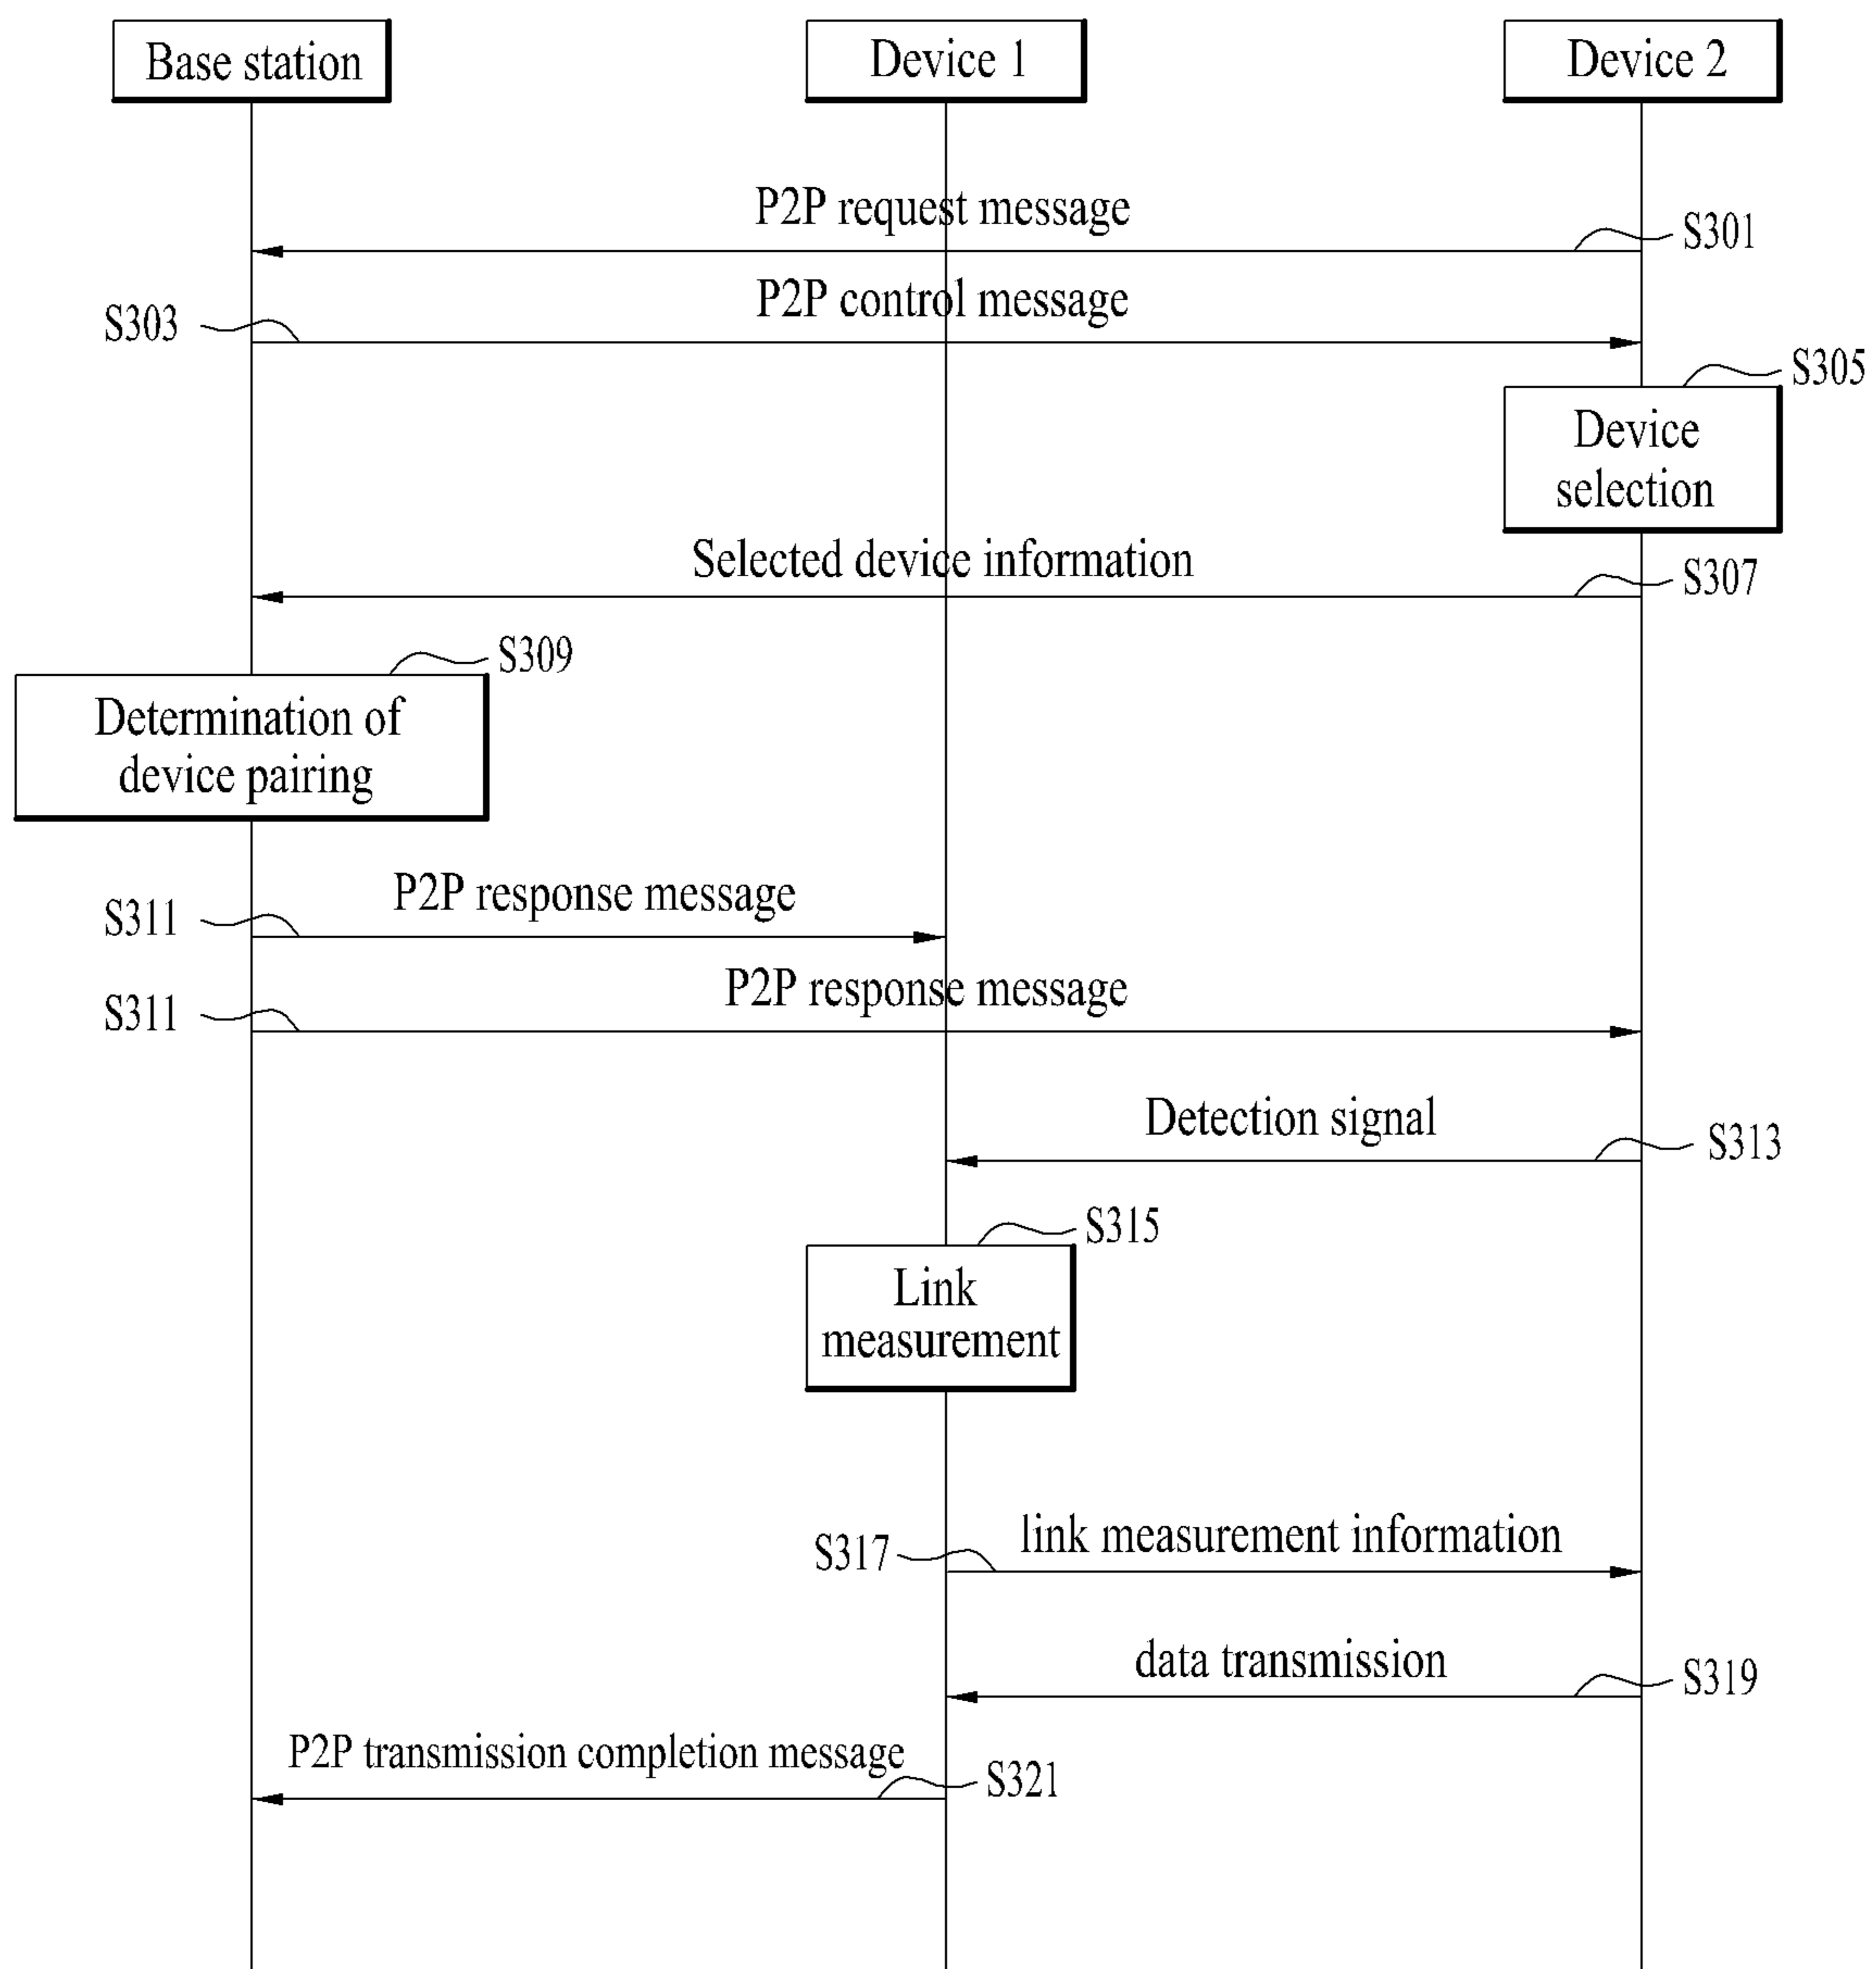 Base station
Device 1
Device 2
P2P request message
S301
P2P control message
S303
S305
Device
selection
Selected device information
S307
S309
Determination of
device pairing
P2P response message
S311
P2P response message
S311
Detection signal
S313
S315
Link
measurement
link measurement information
S317
data transmission
S319
P2P transmission completion message
S321